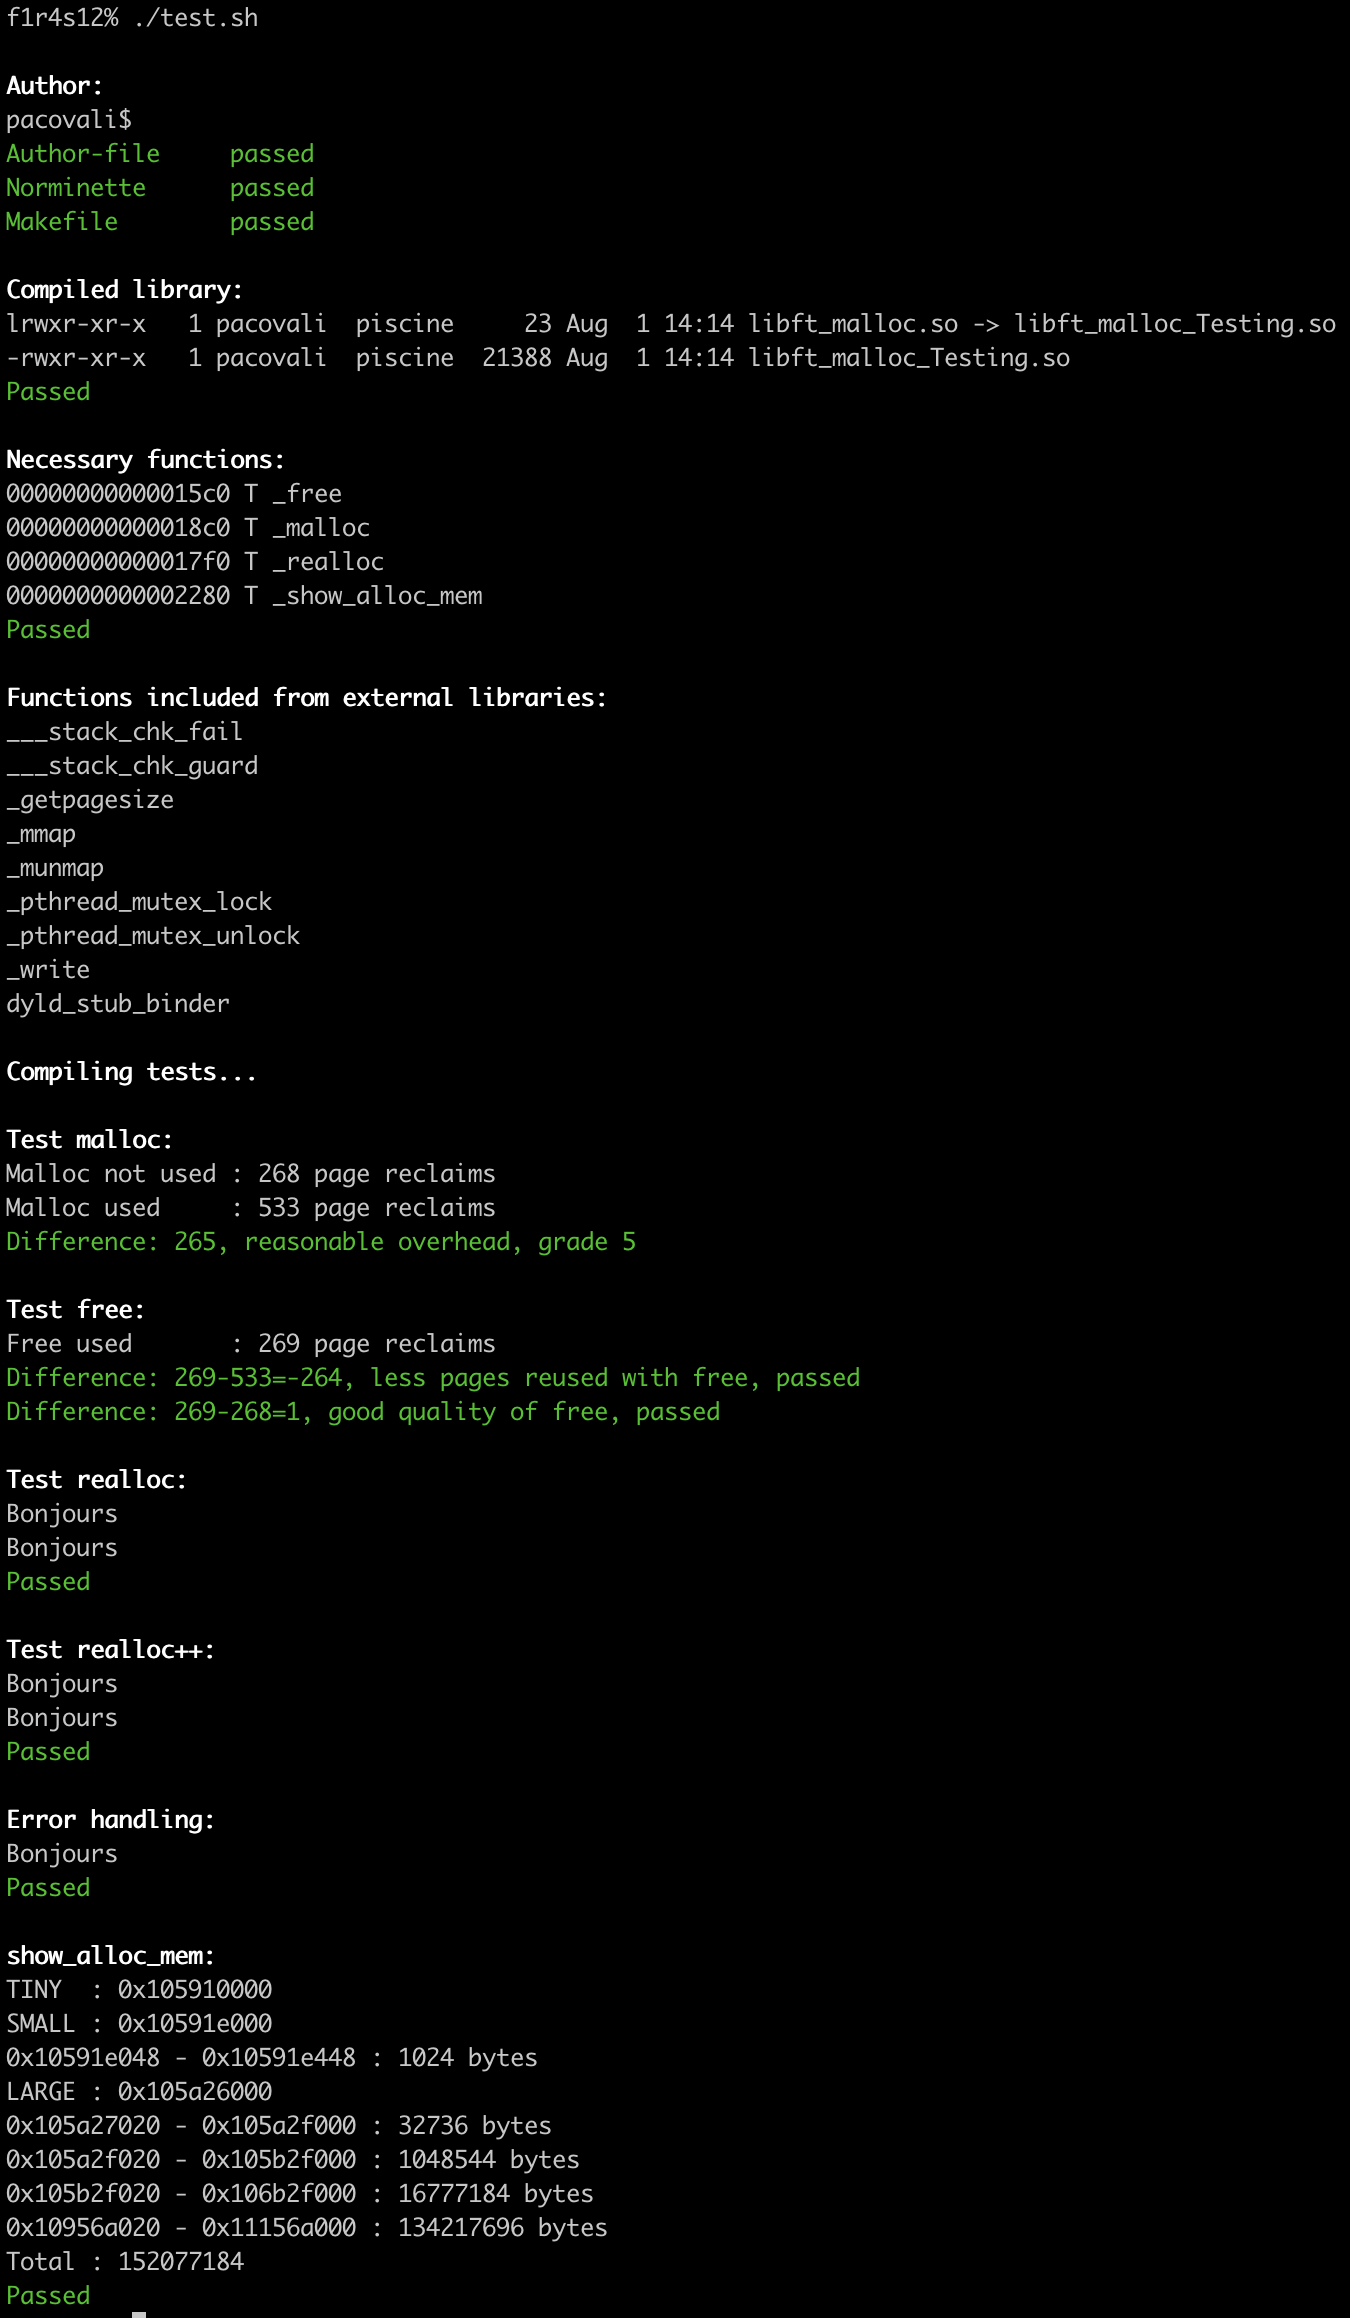 f1r4s12% ./test.sh
Author:
pacovali$
Author-file     passed
Norminette      passed
Makefile        passed
Compiled library:
lrwxr-xr-x   1 pacovali  piscine     23 Aug  1 14:14 libft_malloc.so -> libft_malloc_Testing.so
-rwxr-xr-x   1 pacovali  piscine  21388 Aug  1 14:14 libft_malloc_Testing.so
Passed
Necessary functions:
00000000000015c0 T _free
00000000000018c0 T _malloc
00000000000017f0 T _realloc
0000000000002280 T _show_alloc_mem
Passed
Functions included from external libraries:
___stack_chk_fail
___stack_chk_guard
_getpagesize
_mmap
_munmap
_pthread_mutex_lock
_pthread_mutex_unlock
_write
dyld_stub_binder
Compiling tests...
Test malloc:
Malloc not used : 268 page reclaims
Malloc used     : 533 page reclaims
Difference: 265, reasonable overhead, grade 5
Test free:
Free used       : 269 page reclaims
Difference: 269-533=-264, less pages reused with free, passed
Difference: 269-268=1, good quality of free, passed
Test realloc:
Bonjours
Bonjours
Passed
Test realloc++:
Bonjours
Bonjours
Passed
Error handling:
Bonjours
Passed
show_alloc_mem:
TINY  : 0x105910000
SMALL : 0x10591e000
0x10591e048 - 0x10591e448 : 1024 bytes
LARGE : 0x105a26000
0x105a27020 - 0x105a2f000 : 32736 bytes
0x105a2f020 - 0x105b2f000 : 1048544 bytes
0x105b2f020 - 0x106b2f000 : 16777184 bytes
0x10956a020 - 0x11156a000 : 134217696 bytes
Total : 152077184
Passed